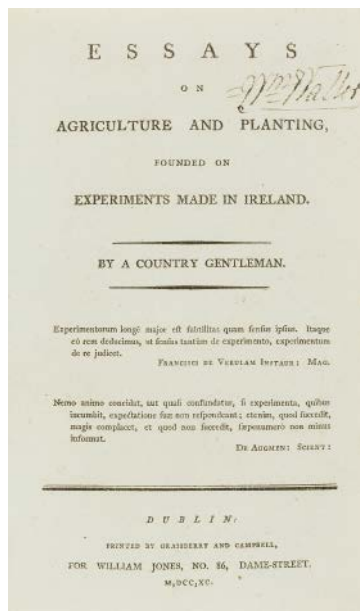 ESSAYS
ON
AGRICULTURE AND PLANTING,
FOUNDED ON
EXPERIMENTS MADE IN IRELAND.
BY A COUNTRY GENTLEMAN.
Experimentorum longè major est subtilitas quam sensus ipsius. Itaque
eò rem deducimus, ut sensus tantùm de experimento, experimentum
de re judicet.
FRANCISCI DE VERULAM INSTAUR: MAG.
Nemo animo concidat, aut quasi confundatur, si experimenta, quibus
incumbit, expectationi suæ non respondeant; etenim, quod succedit,
magis complacet, et quod non succedit, sæpenumerò non minus
informat.
DE AUGMEN: SCIENT:
DUBLIN:
PRINTED BY GRAISBERRY AND CAMPBELL,
FOR WILLIAM JONES, NO. 86, DAME-STREET.
M,DCC,XC.